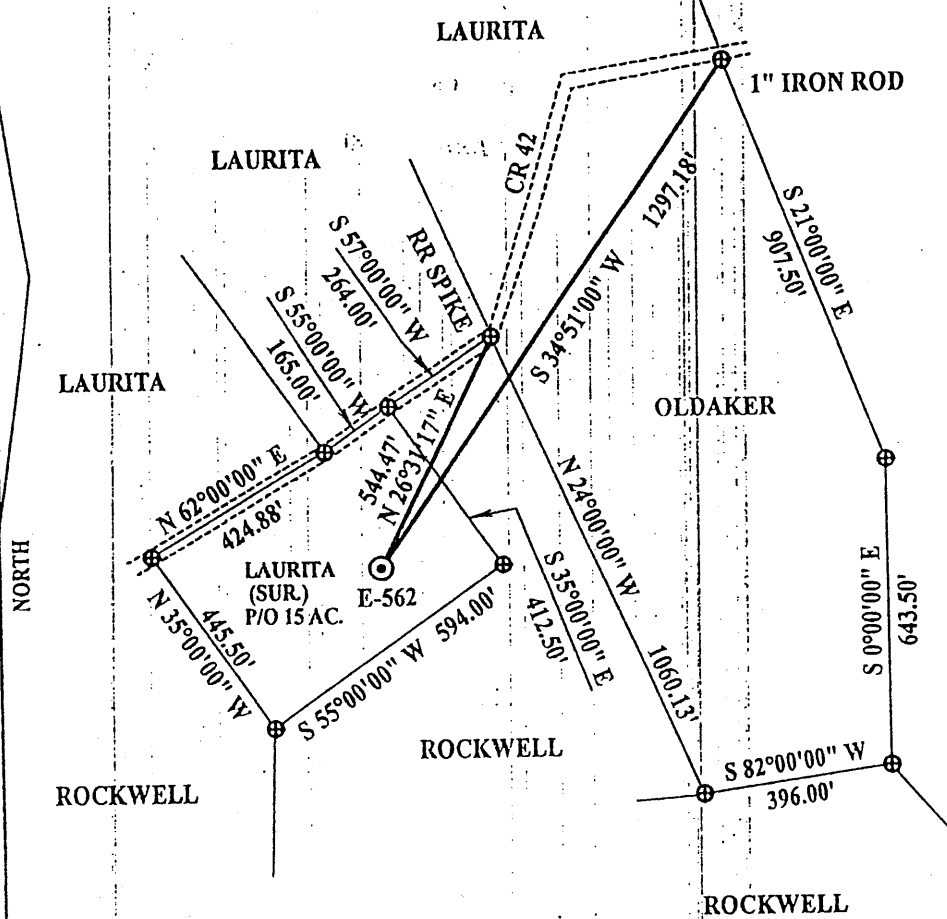 LAURITA
1" IRON ROD
LAURITA
CR 42
1297.18'
S 21°00'00" E
907.50'
S 57°00'00" W
264.00'
RR SPIKE
S 55°00'00" W
165.00'
S 34°51'00" W
LAURITA
OLDAKER
N 62°00'00" E
424.88'
544.47'
N 26°31'17" E
N 24°00'00" W
1060.13'
NORTH
LAURITA
(SUR.)
P/O 15 AC.
E-562
S 35°00'00" E
412.50'
S 0°00'00" E
643.50'
445.50'
N 35°00'00" W
594.00'
S 55°00'00" W
ROCKWELL
ROCKWELL
S 82°00'00" W
396.00'
ROCKWELL